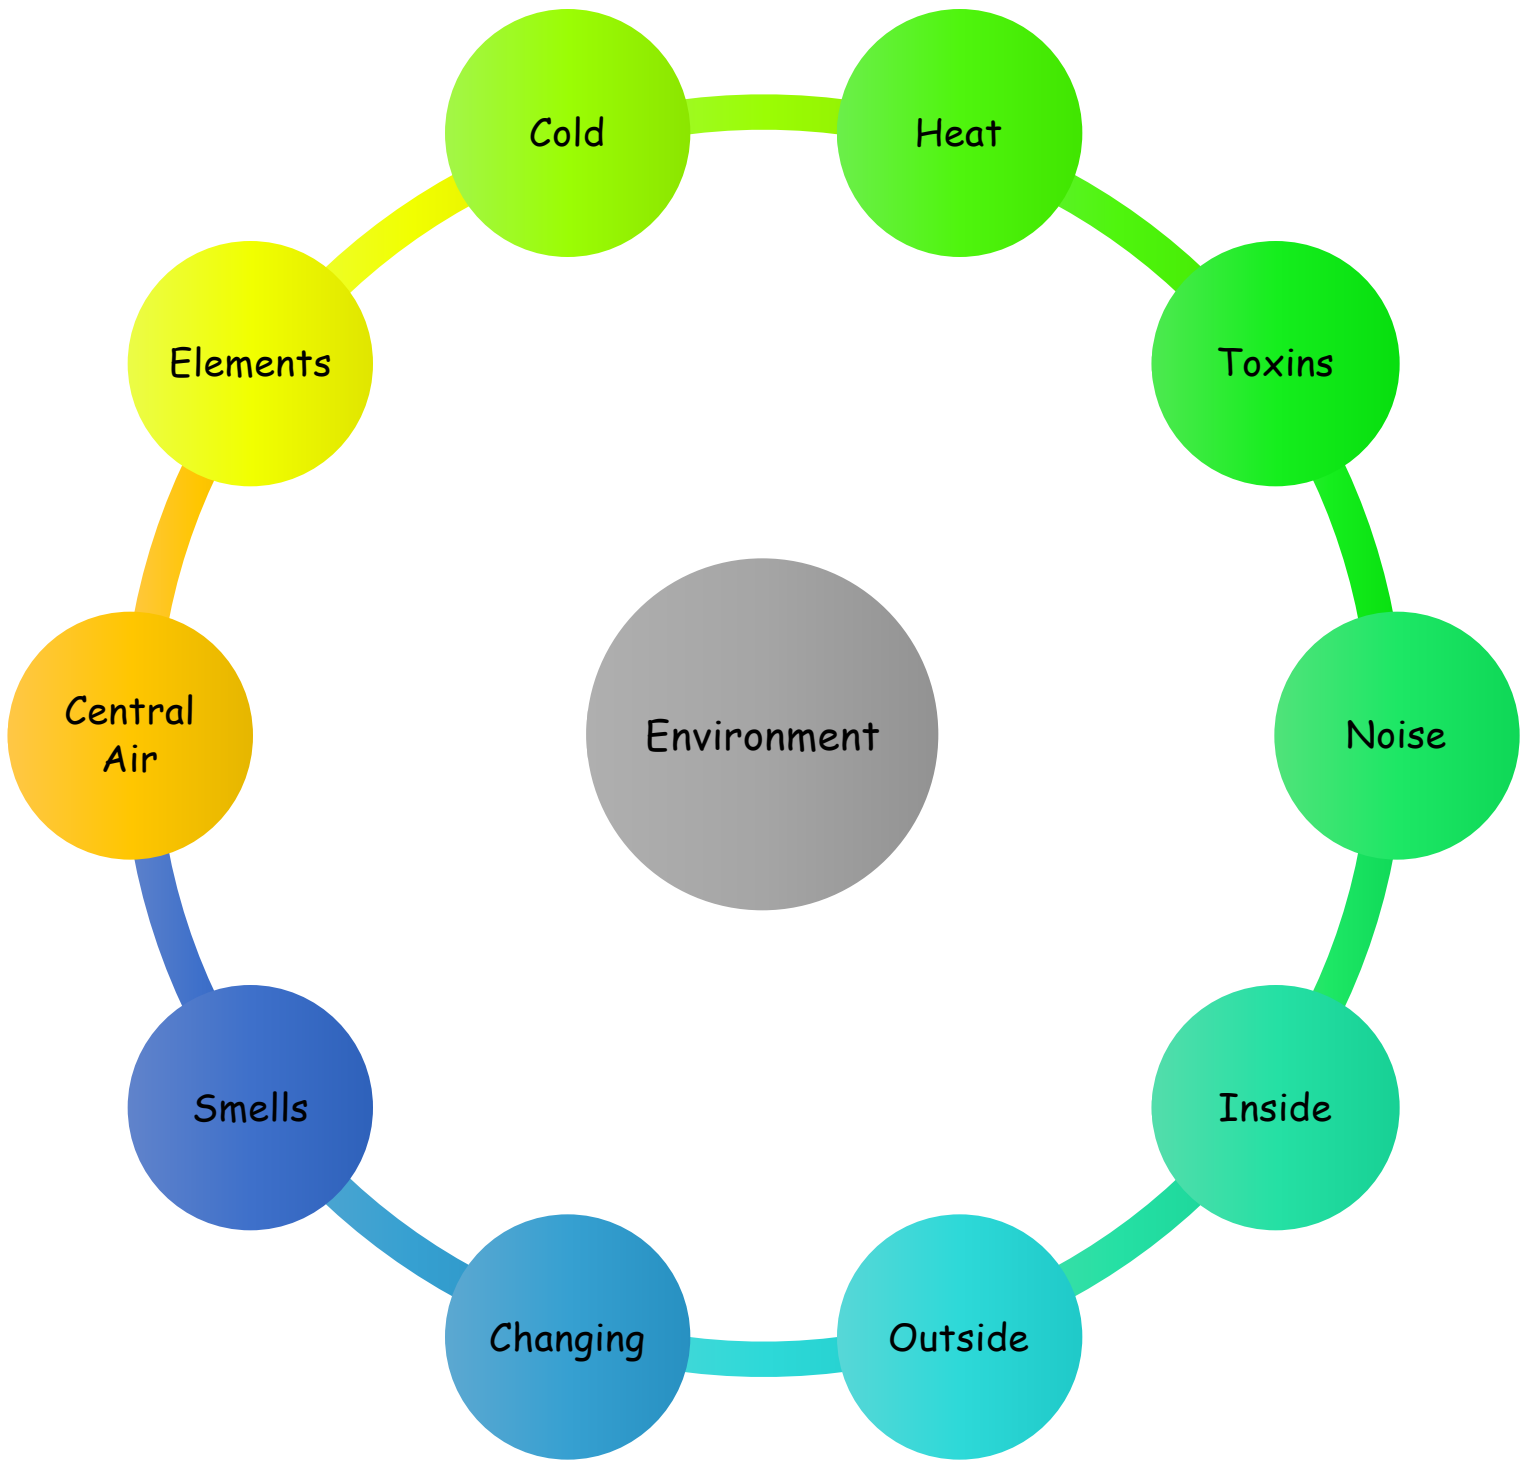 Cold
Heat
Elements
Toxins
Central
Air
Environment
Noise
Smells
Inside
Changing
Outside